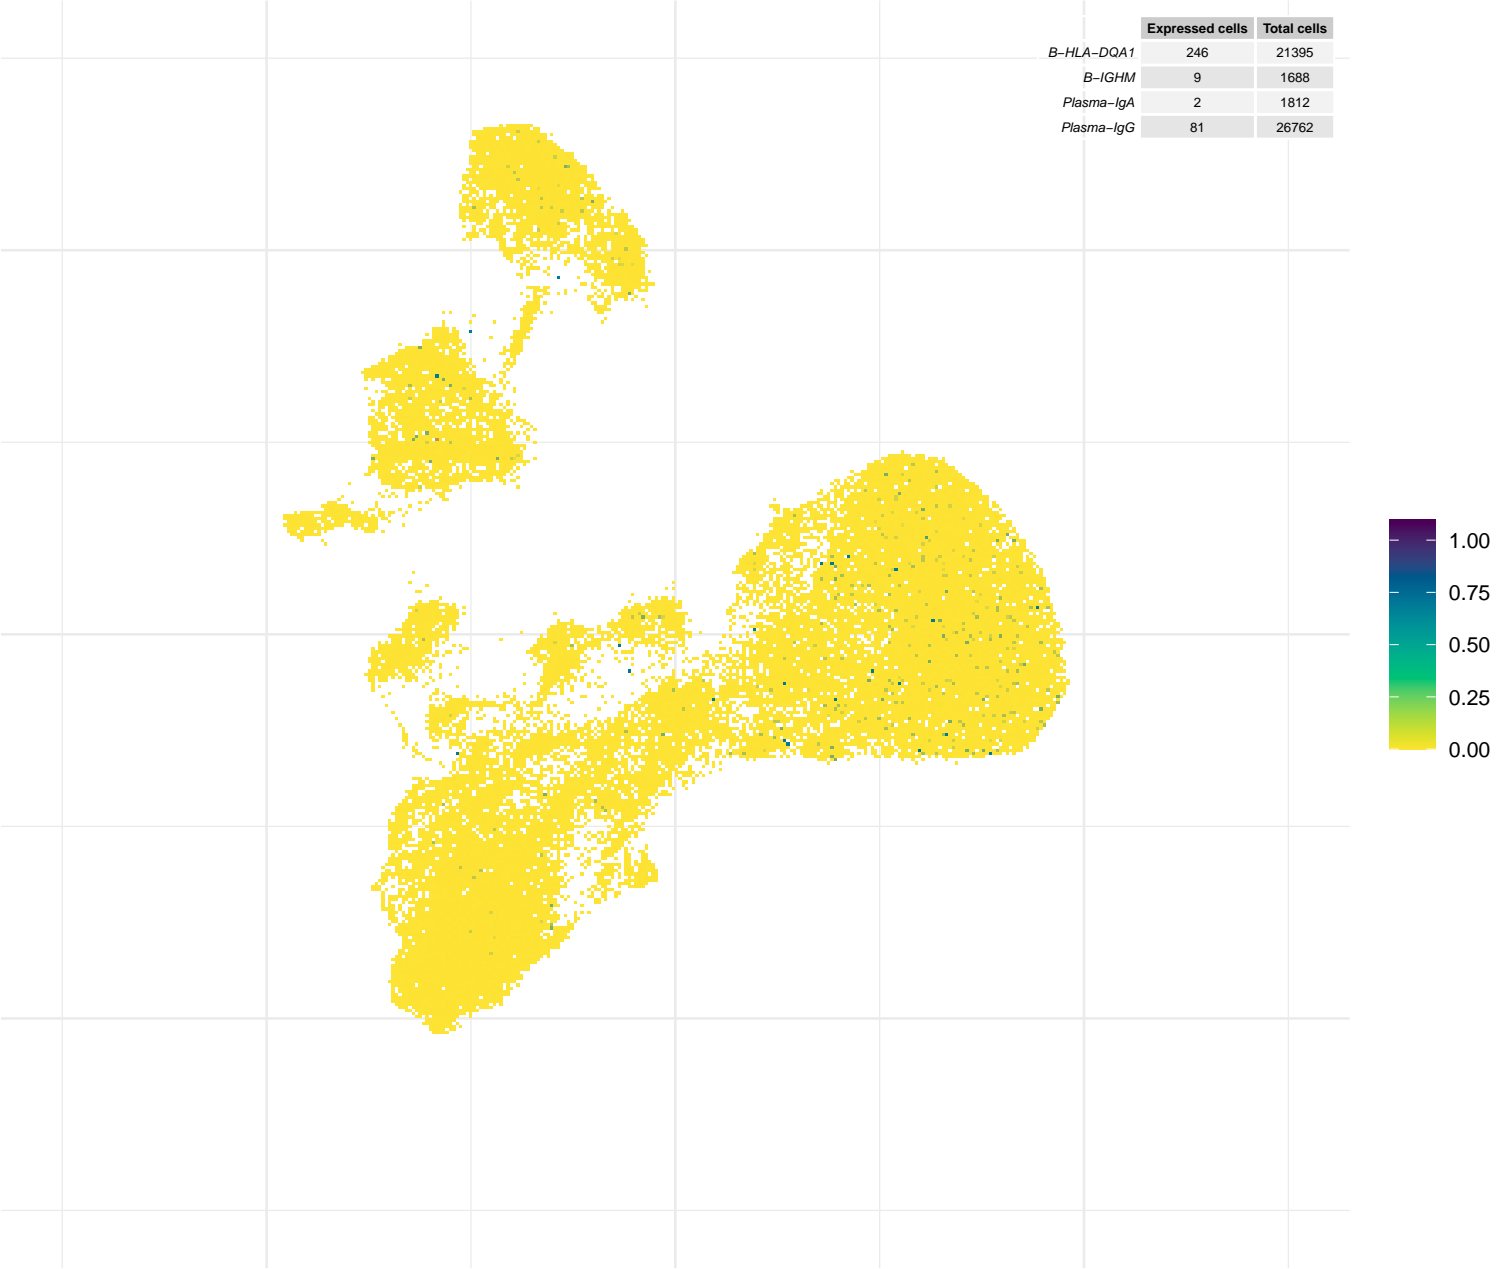 Expressed cells Total cells
B−HLA−DQA1 246 21395
B−IGHM 9 1688
Plasma−IgA 2 1812
Plasma−IgG 81 26762
1.00
0.75
0.50
0.25
0.00